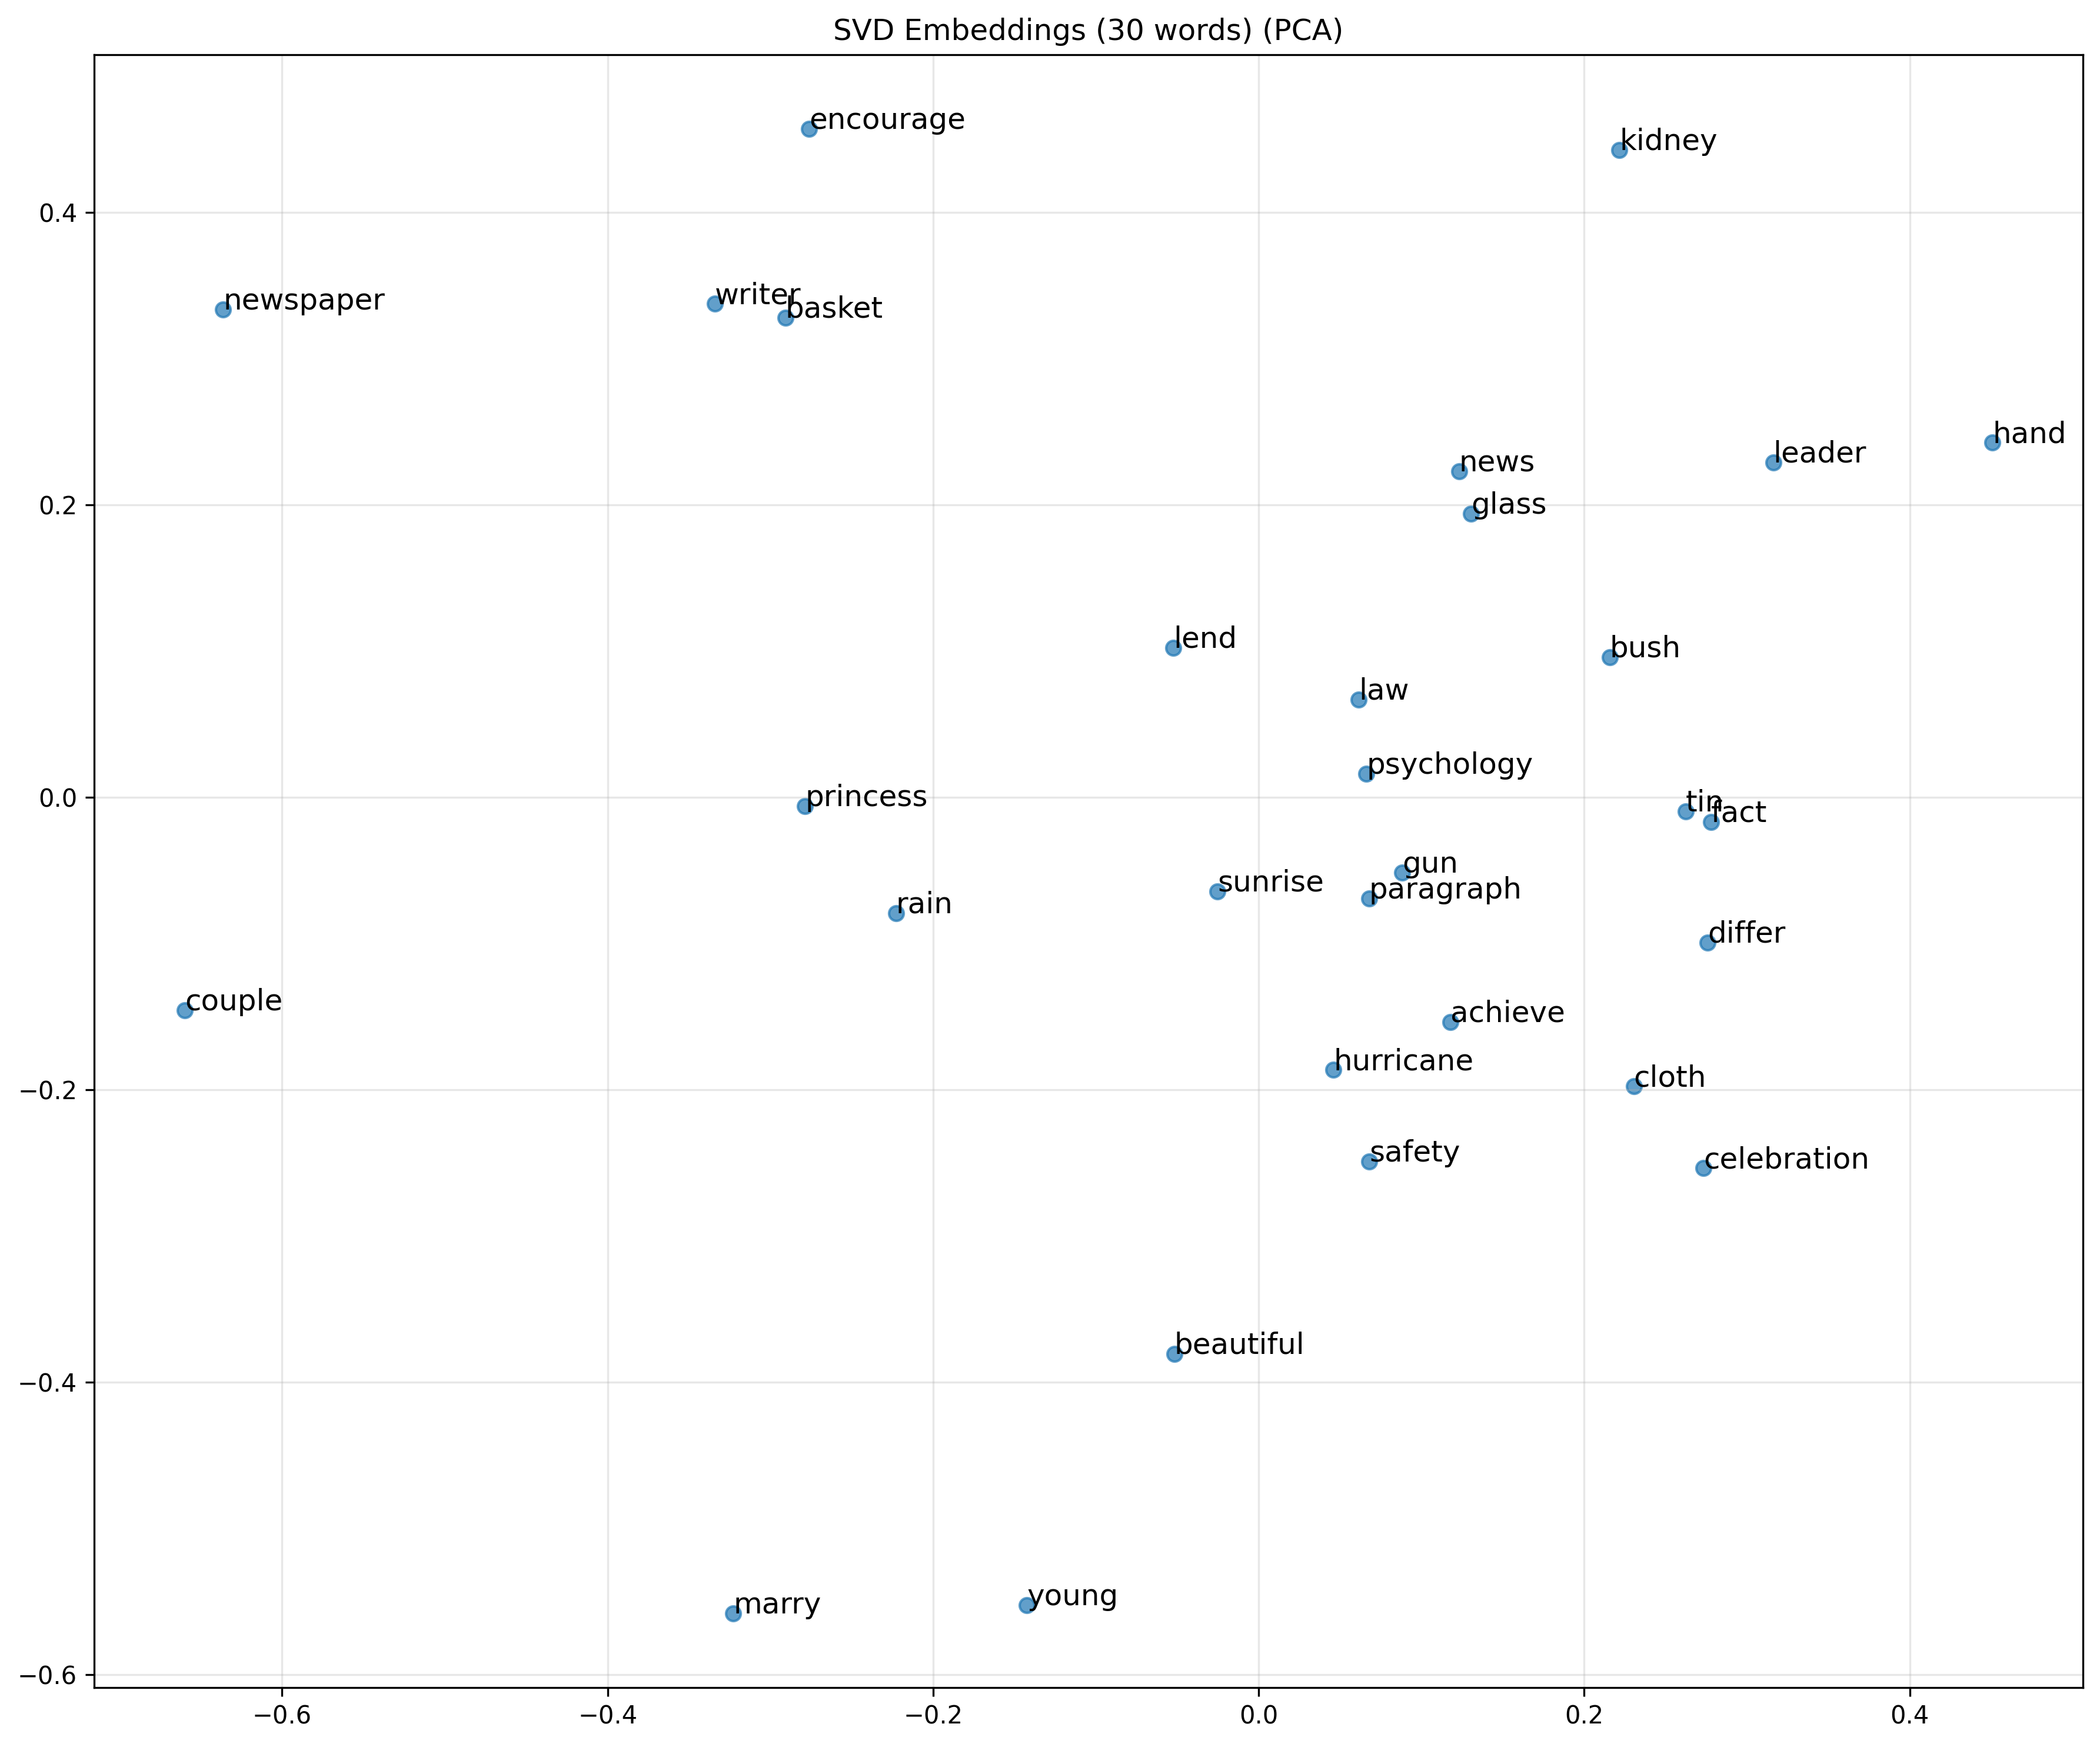 SVD Embeddings (30 words) (PCA)
encourage
kidney
newspaper
writer
basket
hand
leader
news
glass
lend
bush
law
psychology
princess
tin
fact
gun
sunrise
paragraph
rain
differ
couple
achieve
hurricane
cloth
safety
celebration
beautiful
marry
young
0.4
0.2
0.0
−0.2
−0.4
−0.6
−0.6
−0.4
−0.2
0.0
0.2
0.4